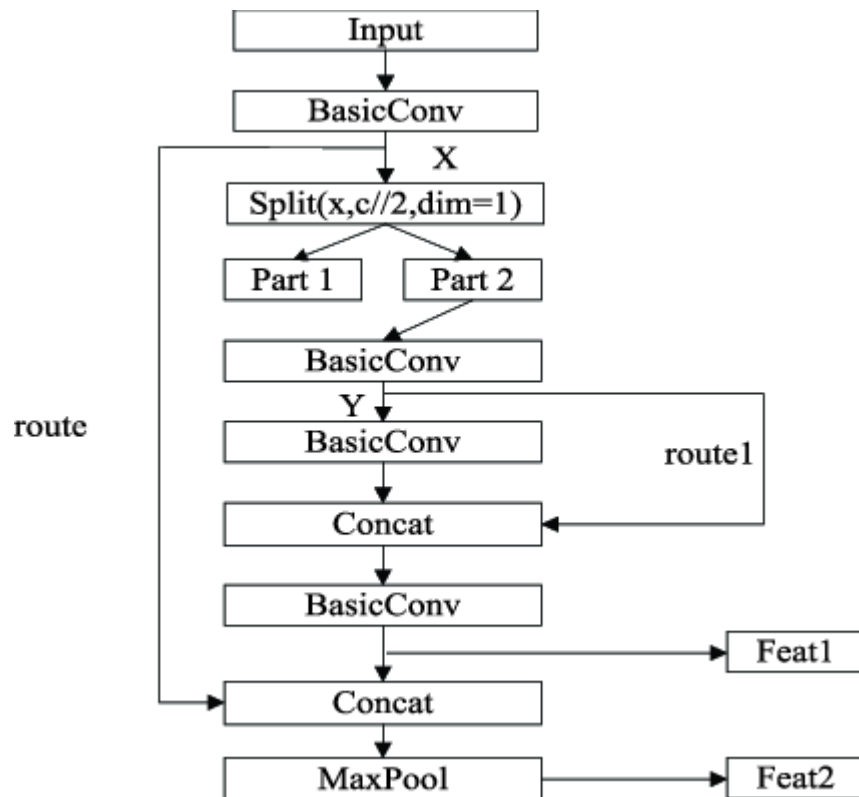 Input
BasicConv
X
Split(x,c//2,dim=1)
Part 1
Part 2
BasicConv
Y
route
BasicConv
route1
Concat
BasicConv
Feat1
Concat
MaxPool
Feat2